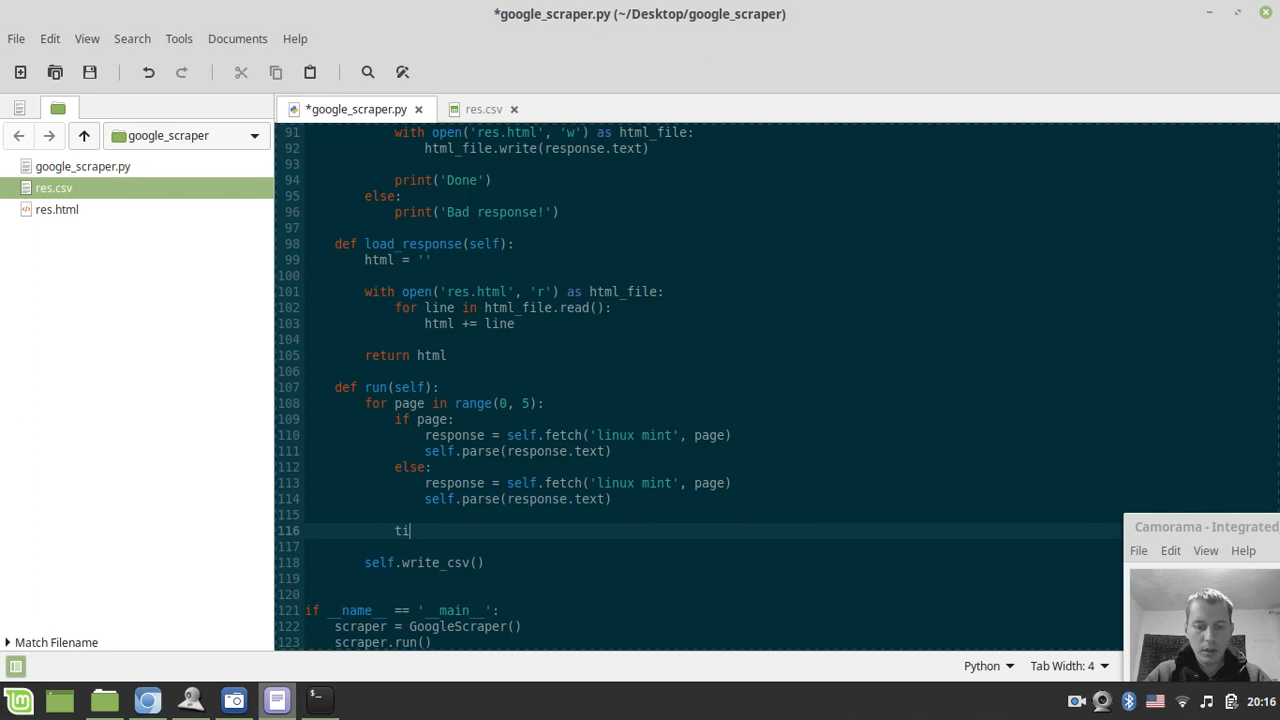 *google_scraper.py (~/Desktop/google_scraper)
File Edit View Search Tools Documents Help
*google_scraper.py res.csv
google_scraper
google_scraper.py
res.csv
res.html
91 with open('res.html', 'w') as html_file:
92 html_file.write(response.text)
93
94 print('Done')
95 else:
96 print('Bad response!')
97
98 def load_response(self):
99 html = ''
100
101 with open('res.html', 'r') as html_file:
102 for line in html_file.read():
103 html += line
104
105 return html
106
107 def run(self):
108 for page in range(0, 5):
109 if page:
110 response = self.fetch('linux mint', page)
111 self.parse(response.text)
112 else:
113 response = self.fetch('linux mint', page)
114 self.parse(response.text)
115
116 ti
117
118 self.write_csv()
119
120
121 if __name__ == '__main__':
122 scraper = GoogleScraper()
123 scraper.run()
Match Filename
Camorama - Integrated
File Edit View Help
Python Tab Width: 4
20:16